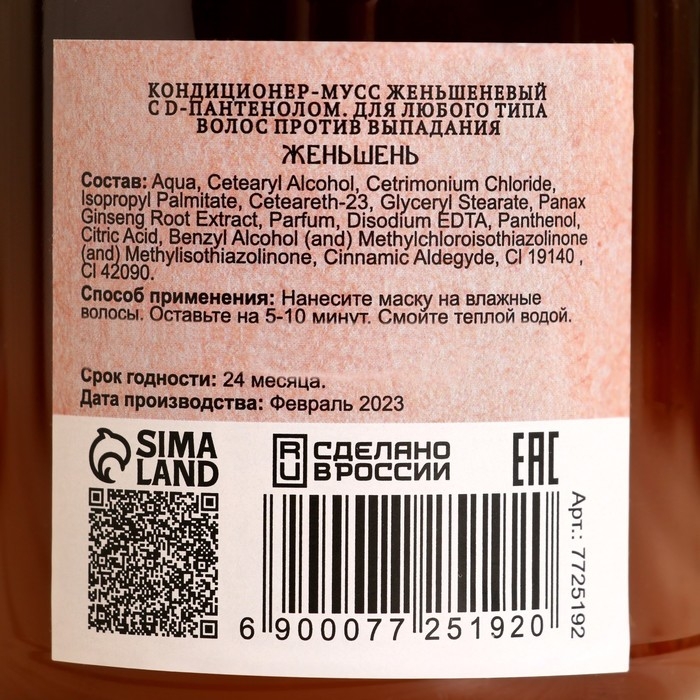 КОНДИЦИОНЕР-МУСС ЖЕНЬШЕНЕВЫЙ
С D-ПАНТЕНОЛОМ. ДЛЯ ЛЮБОГО ТИПА
ВОЛОС ПРОТИВ ВЫПАДАНИЯ
ЖЕНЬШЕНЬ
Состав: Aqua, Cetearyl Alcohol, Cetrimonium Chloride,
Isopropyl Palmitate, Ceteareth-23, Glyceryl Stearate, Panax
Ginseng Root Extract, Parfum, Disodium EDTA, Panthenol,
Citric Acid, Benzyl Alcohol (and) Methylchloroisothiazolinone
(and) Methylisothiazolinone, Cinnamic Aldegyde, CI 19140 ,
CI 42090.
Способ применения: Нанесите маску на влажные
волосы. Оставьте на 5-10 минут. Смойте теплой водой.
Срок годности: 24 месяца.
Дата производства: Февраль 2023
SIMA
LAND
RU
СДЕЛАНО
В РОССИИ
EAC
6 900077 251920
Арт.: 7725192